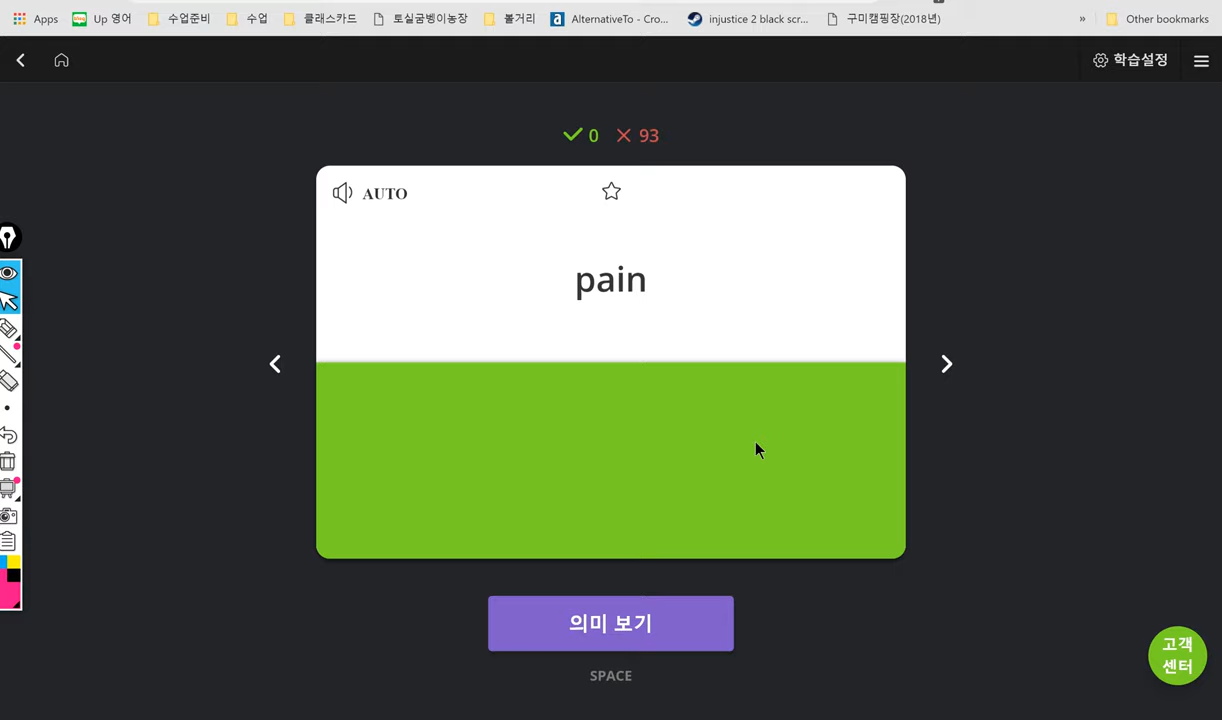 Apps Up 영어 수업준비 수업 클래스카드 토실굼벵이농장 볼거리 AlternativeTo - Cro... injustice 2 black scr... 구미캠핑장(2018년) » Other bookmarks
학습설정
0 93
AUTO
pain
의미 보기
SPACE
고객
센터